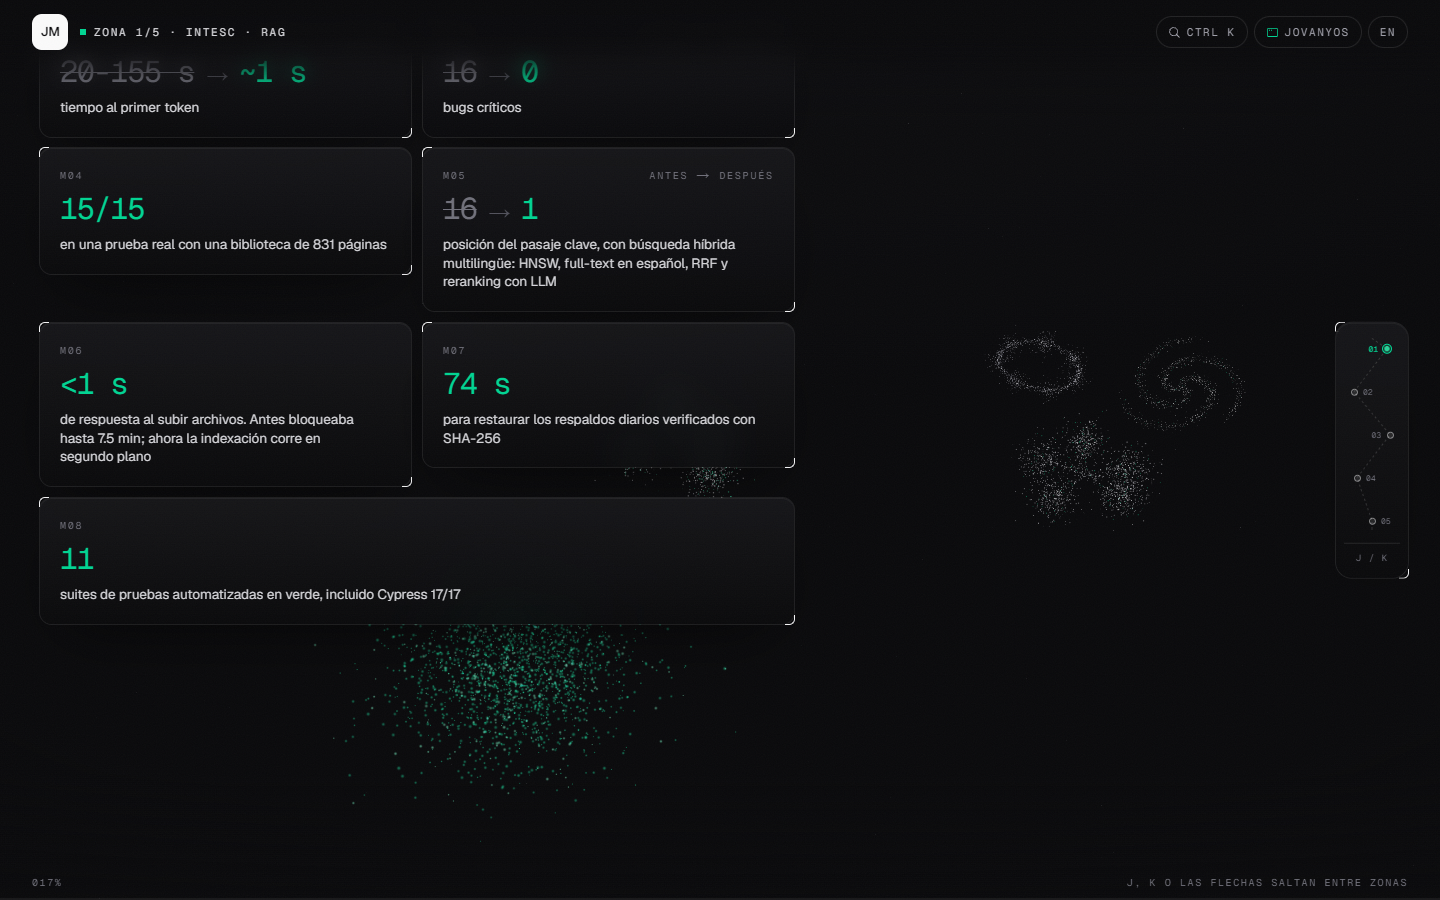 JM
ZONA 1/5 · INTESC · RAG
CTRL K
JOVANYOS
EN
20-155 s → ~1 s
tiempo al primer token
16 → 0
bugs críticos
M04
15/15
en una prueba real con una biblioteca de 831 páginas
M05
ANTES → DESPUÉS
16 → 1
posición del pasaje clave, con búsqueda híbrida
multilingüe: HNSW, full-text en español, RRF y
reranking con LLM
M06
<1 s
de respuesta al subir archivos. Antes bloqueaba
hasta 7.5 min; ahora la indexación corre en
segundo plano
M07
74 s
para restaurar los respaldos diarios verificados con
SHA-256
M08
11
suites de pruebas automatizadas en verde, incluido Cypress 17/17
01
02
03
04
05
J / K
017%
J, K O LAS FLECHAS SALTAN ENTRE ZONAS